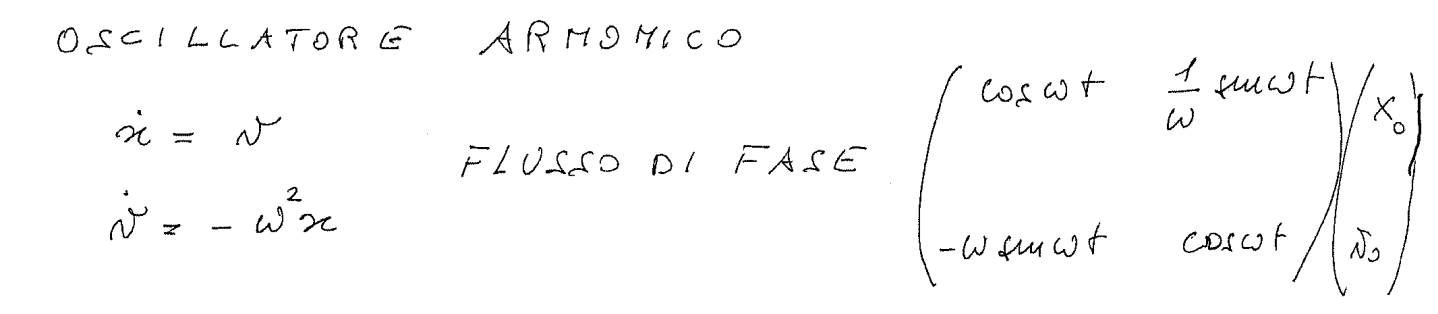 OSCILLATORE ARMONICO
ẋ = v
v̇ = - ω²x
FLUSSO DI FASE
cos ωt 1/ω sin ωt x₀
-ω sin ωt cos ωt v₀